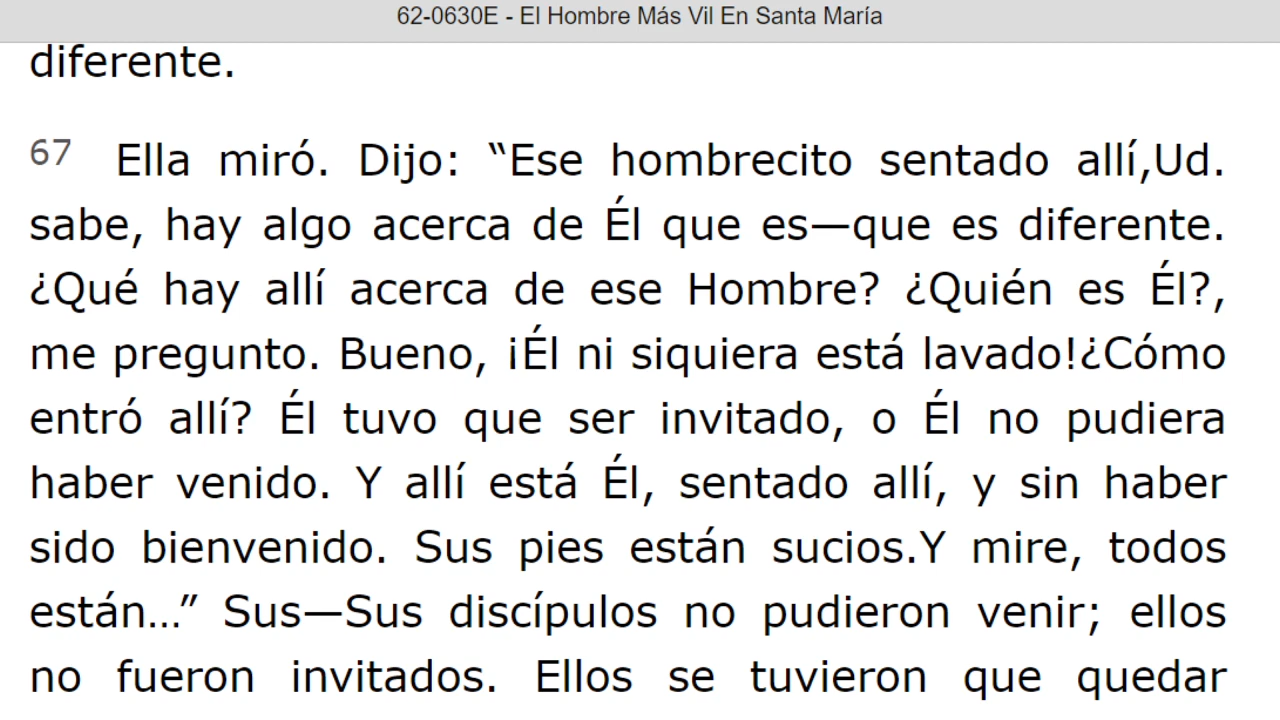 62-0630E - El Hombre Más Vil En Santa María
diferente.
67 Ella miró. Dijo: “Ese hombrecito sentado allí,Ud.
sabe, hay algo acerca de Él que es—que es diferente.
¿Qué hay allí acerca de ese Hombre? ¿Quién es Él?,
me pregunto. Bueno, ¡Él ni siquiera está lavado!¿Cómo
entró allí? Él tuvo que ser invitado, o Él no pudiera
haber venido. Y allí está Él, sentado allí, y sin haber
sido bienvenido. Sus pies están sucios.Y mire, todos
están…” Sus—Sus discípulos no pudieron venir; ellos
no fueron invitados. Ellos se tuvieron que quedar